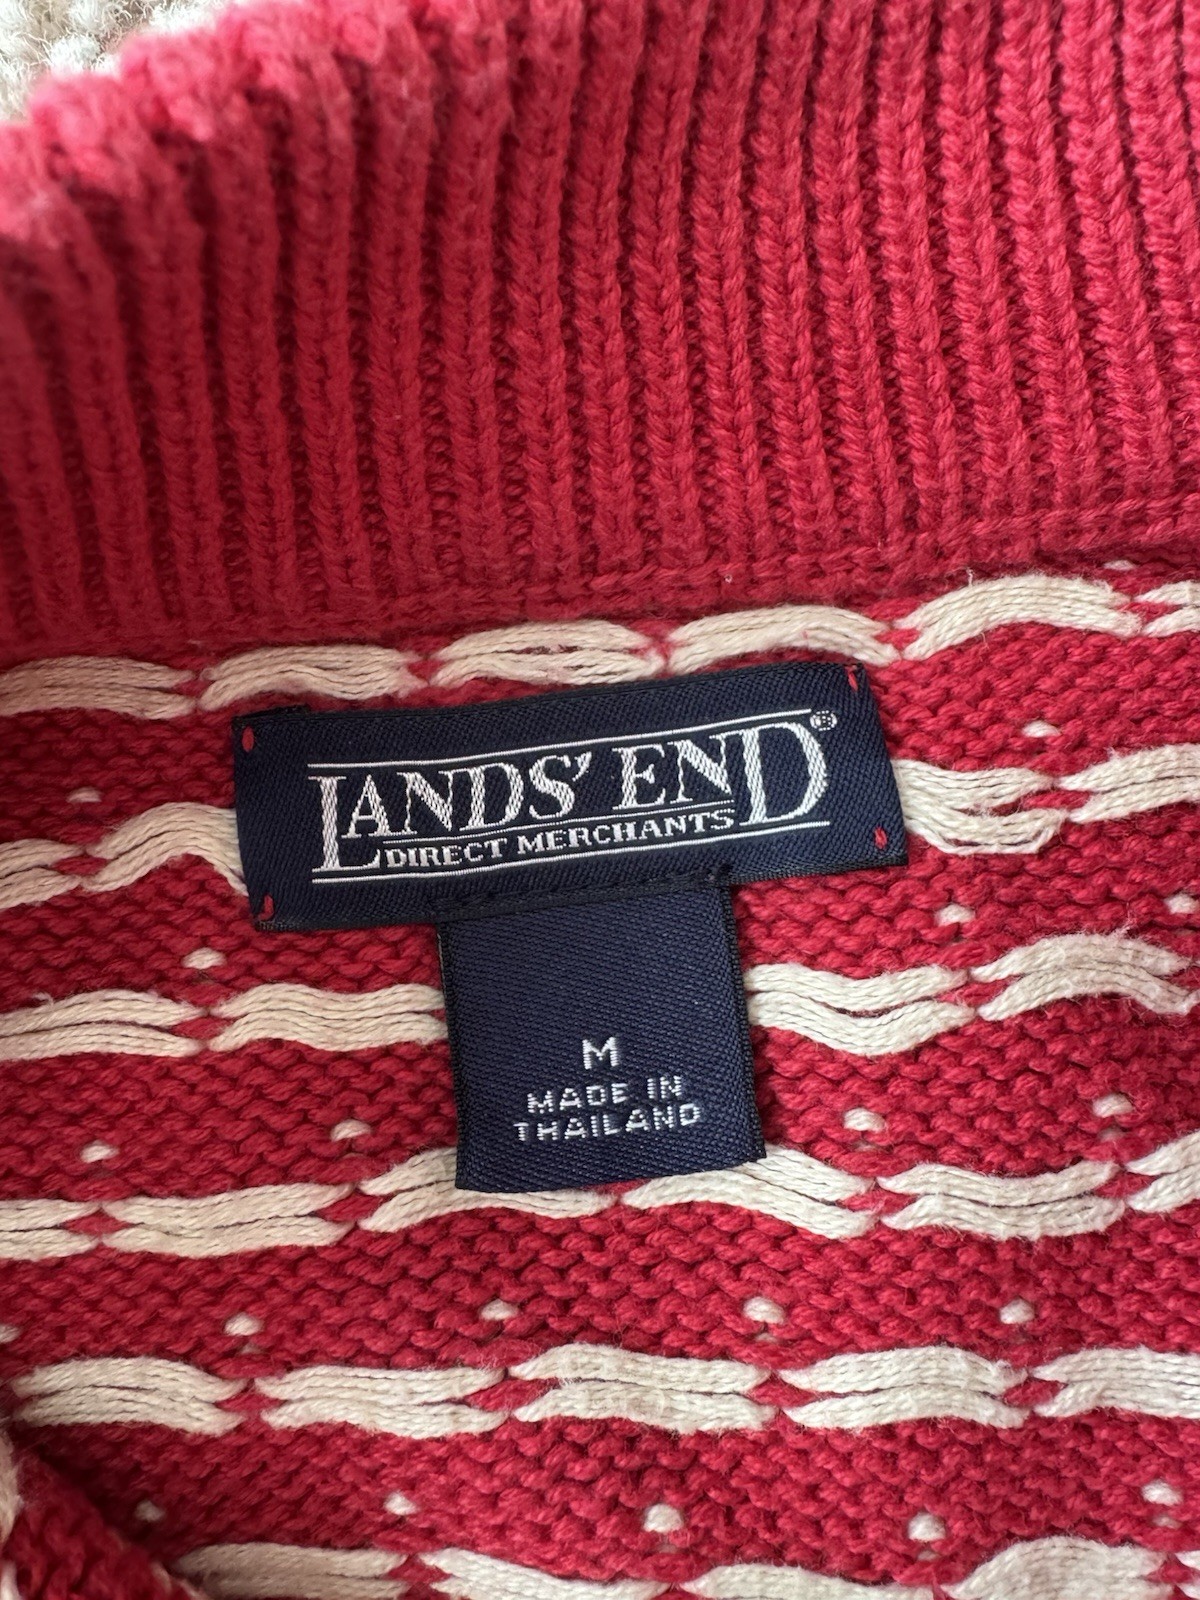 LANDS' END®
DIRECT MERCHANTS
M
MADE IN
THAILAND